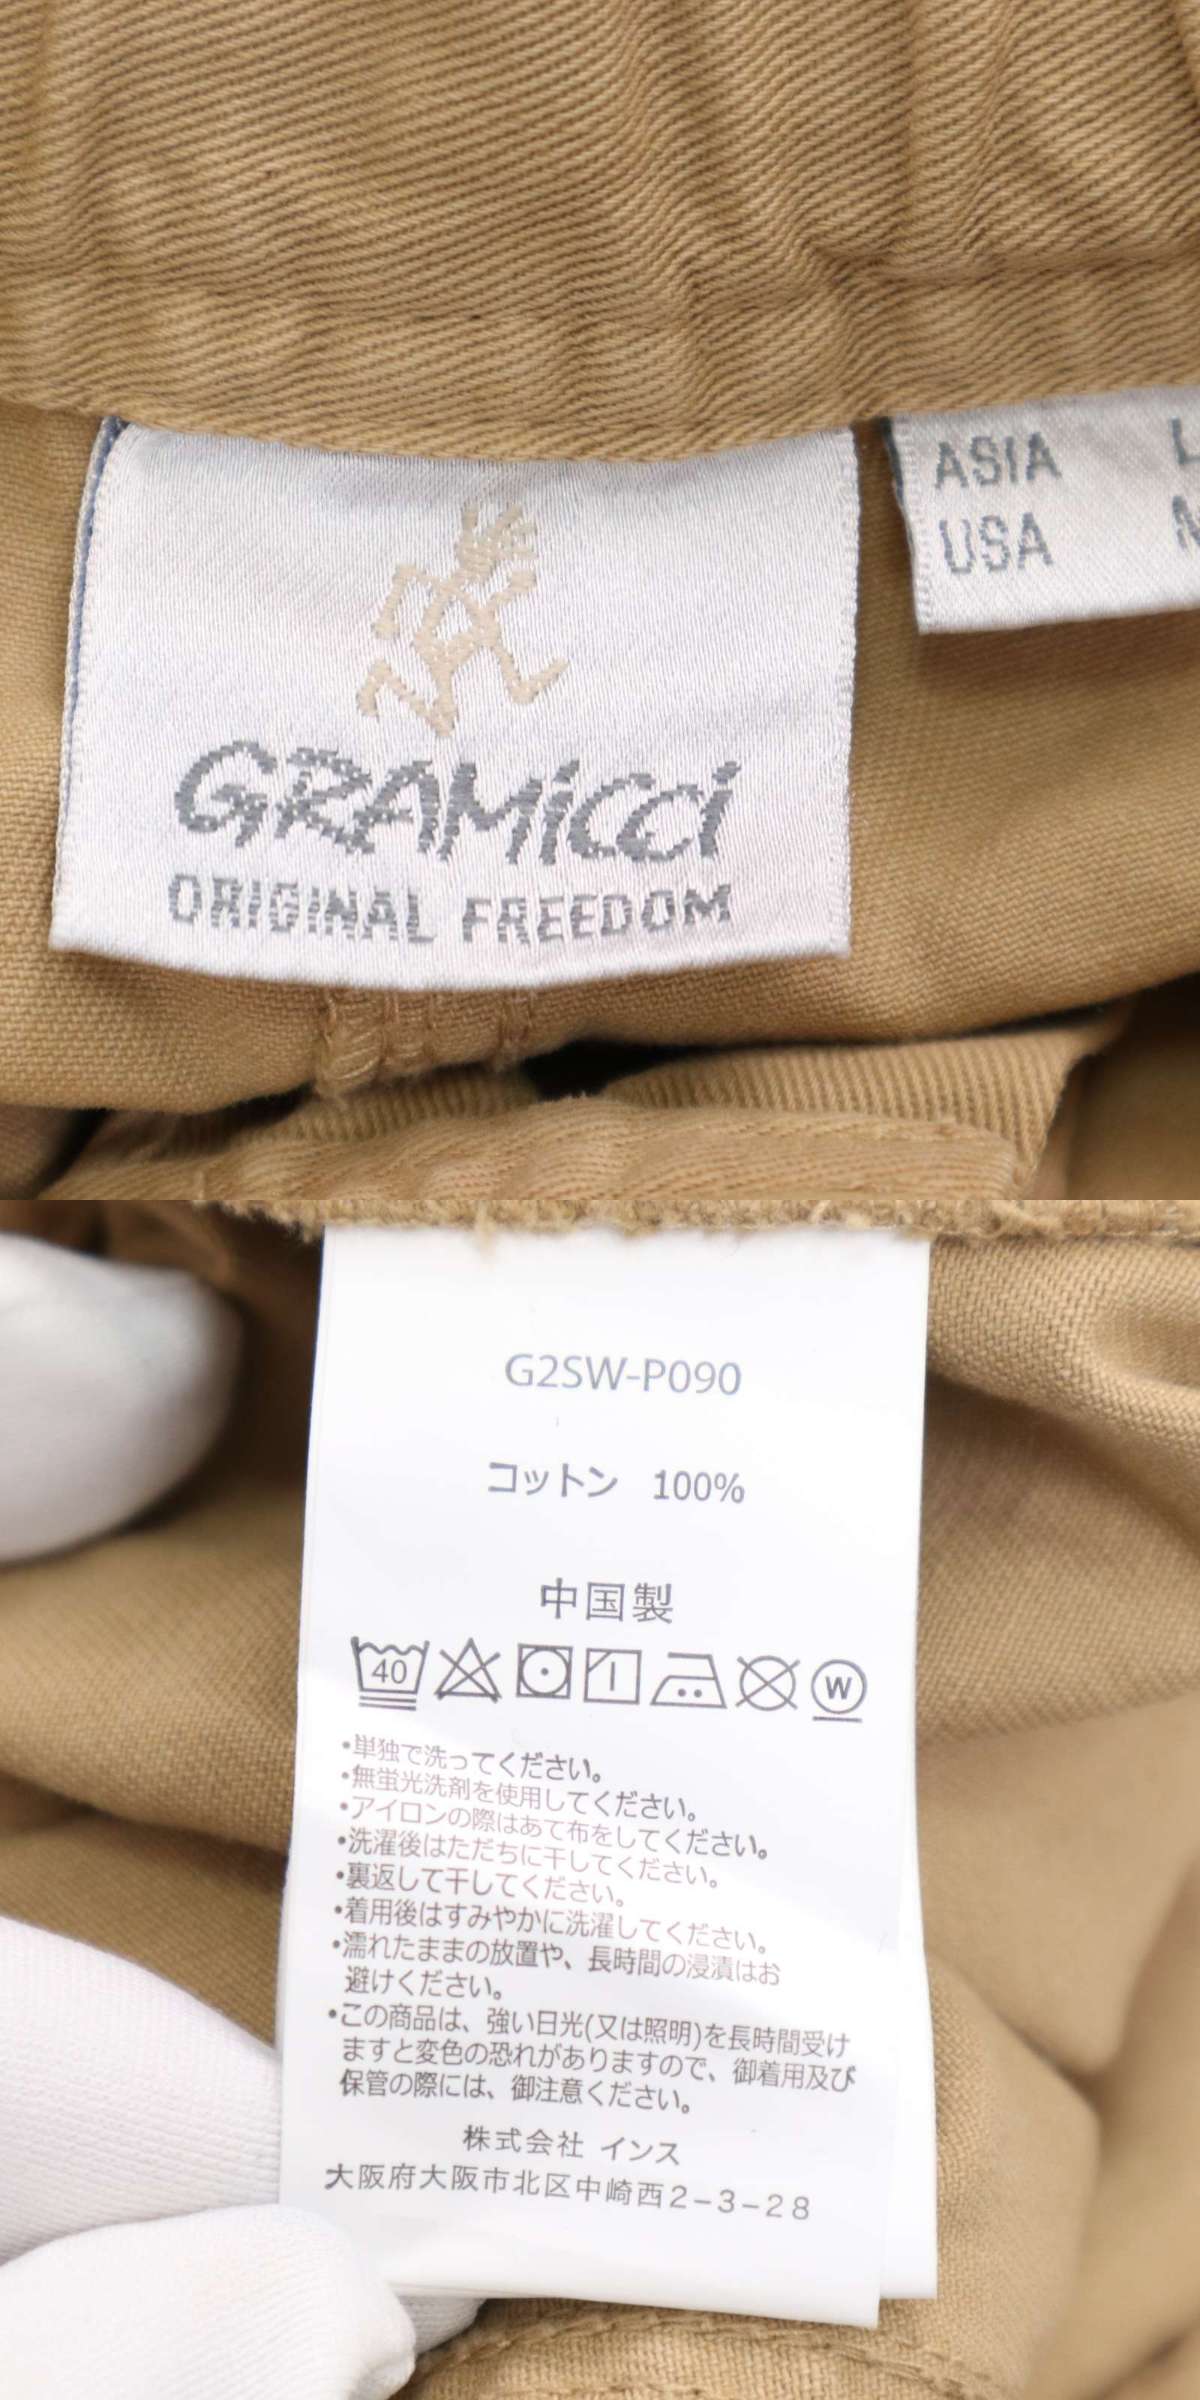 GRAMICCI
ORIGINAL FREEDOM
ASIA L
USA M
G2SW-P090
コットン 100%
中国製
40
W
•単独で洗ってください。
•無蛍光洗剤を使用してください。
•アイロンの際はあて布をしてください。
•洗濯後はただちに干してください。
•裏返して干してください。
•着用後はすみやかに洗濯してください。
•濡れたままの放置や、長時間の浸漬はお
避けください。
•この商品は、強い日光(又は照明)を長時間受け
ますと変色の恐れがありますので、御着用及び
保管の際には、御注意ください。
株式会社 インス
大阪府大阪市北区中崎西2-3-28